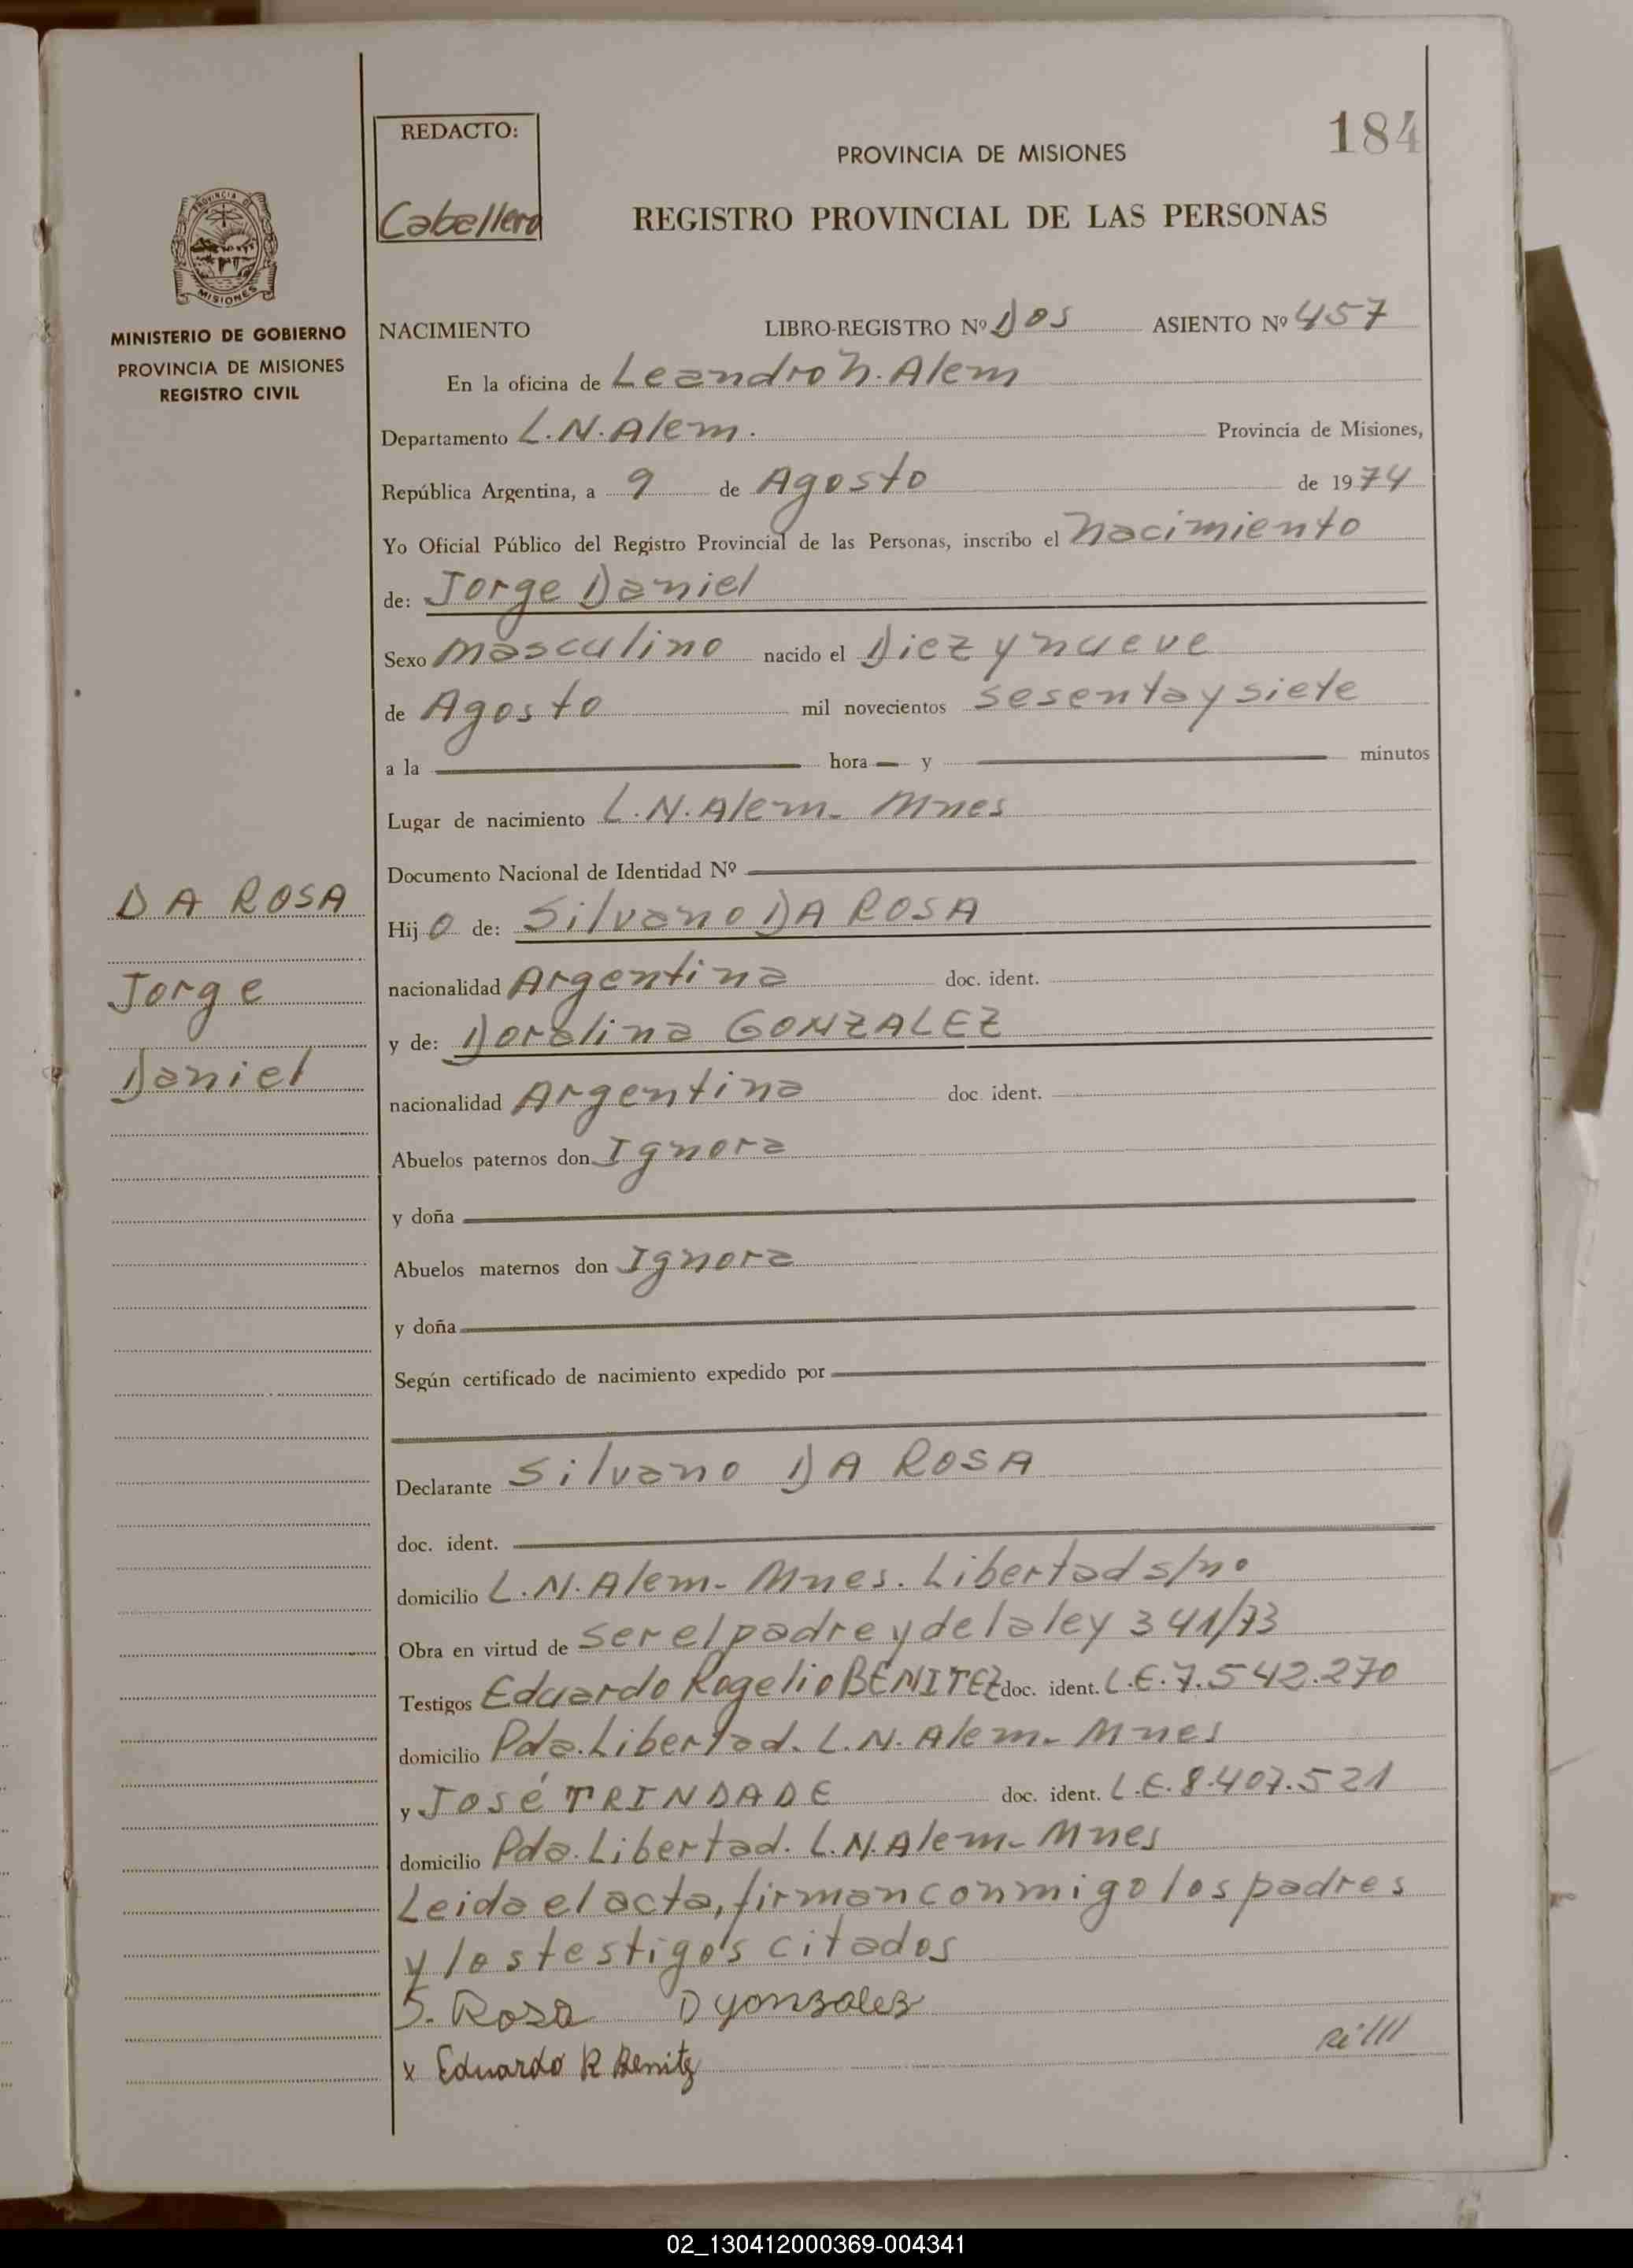 184
REDACTO:
Caballero
PROVINCIA DE MISIONES
REGISTRO PROVINCIAL DE LAS PERSONAS
PROVINCIA DE
MISIONES
MINISTERIO DE GOBIERNO
PROVINCIA DE MISIONES
REGISTRO CIVIL
NACIMIENTO LIBRO-REGISTRO Nº Dos ASIENTO Nº 457
En la oficina de Leandro N. Alem
Departamento L.N. Alem. Provincia de Misiones,
República Argentina, a 9 de Agosto de 1974
Yo Oficial Público del Registro Provincial de las Personas, inscribo el nacimiento
de: Jorge Daniel
Sexo masculino nacido el Diez y nueve
de Agosto mil novecientos sesenta y siete
a la hora y minutos
Lugar de nacimiento L.N. Alem - Mnes
Documento Nacional de Identidad Nº
DA ROSA
Jorge
Daniel
Hijo de: Silvano DA ROSA
nacionalidad Argentina doc. ident.
y de: Doralina GONZALEZ
nacionalidad Argentina doc. ident.
Abuelos paternos don Ignora
y doña
Abuelos maternos don Ignora
y doña
Según certificado de nacimiento expedido por
Declarante Silvano DA ROSA
doc. ident.
domicilio L.N. Alem - Mnes. Libertad s/nº
Obra en virtud de ser el padre y de la ley 341/73
Testigos Eduardo Rogelio BENITEZ doc. ident. L.E. 7.542.270
domicilio Pda. Libertad. L.N. Alem - Mnes
y José TRINDADE doc. ident. L.E. 8.407.521
domicilio Pda. Libertad. L.N. Alem - Mnes
Leida el acta, firman conmigo los padres
y los testigos citados
S. Rosa D gonzalez
x Eduardo R Benitz
02_130412000369-004341